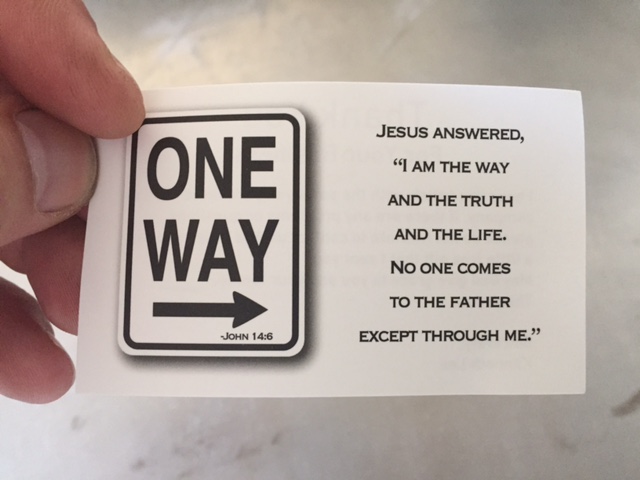 ONE
WAY
-JOHN 14:6
JESUS ANSWERED,
“I AM THE WAY
AND THE TRUTH
AND THE LIFE.
NO ONE COMES
TO THE FATHER
EXCEPT THROUGH ME.”